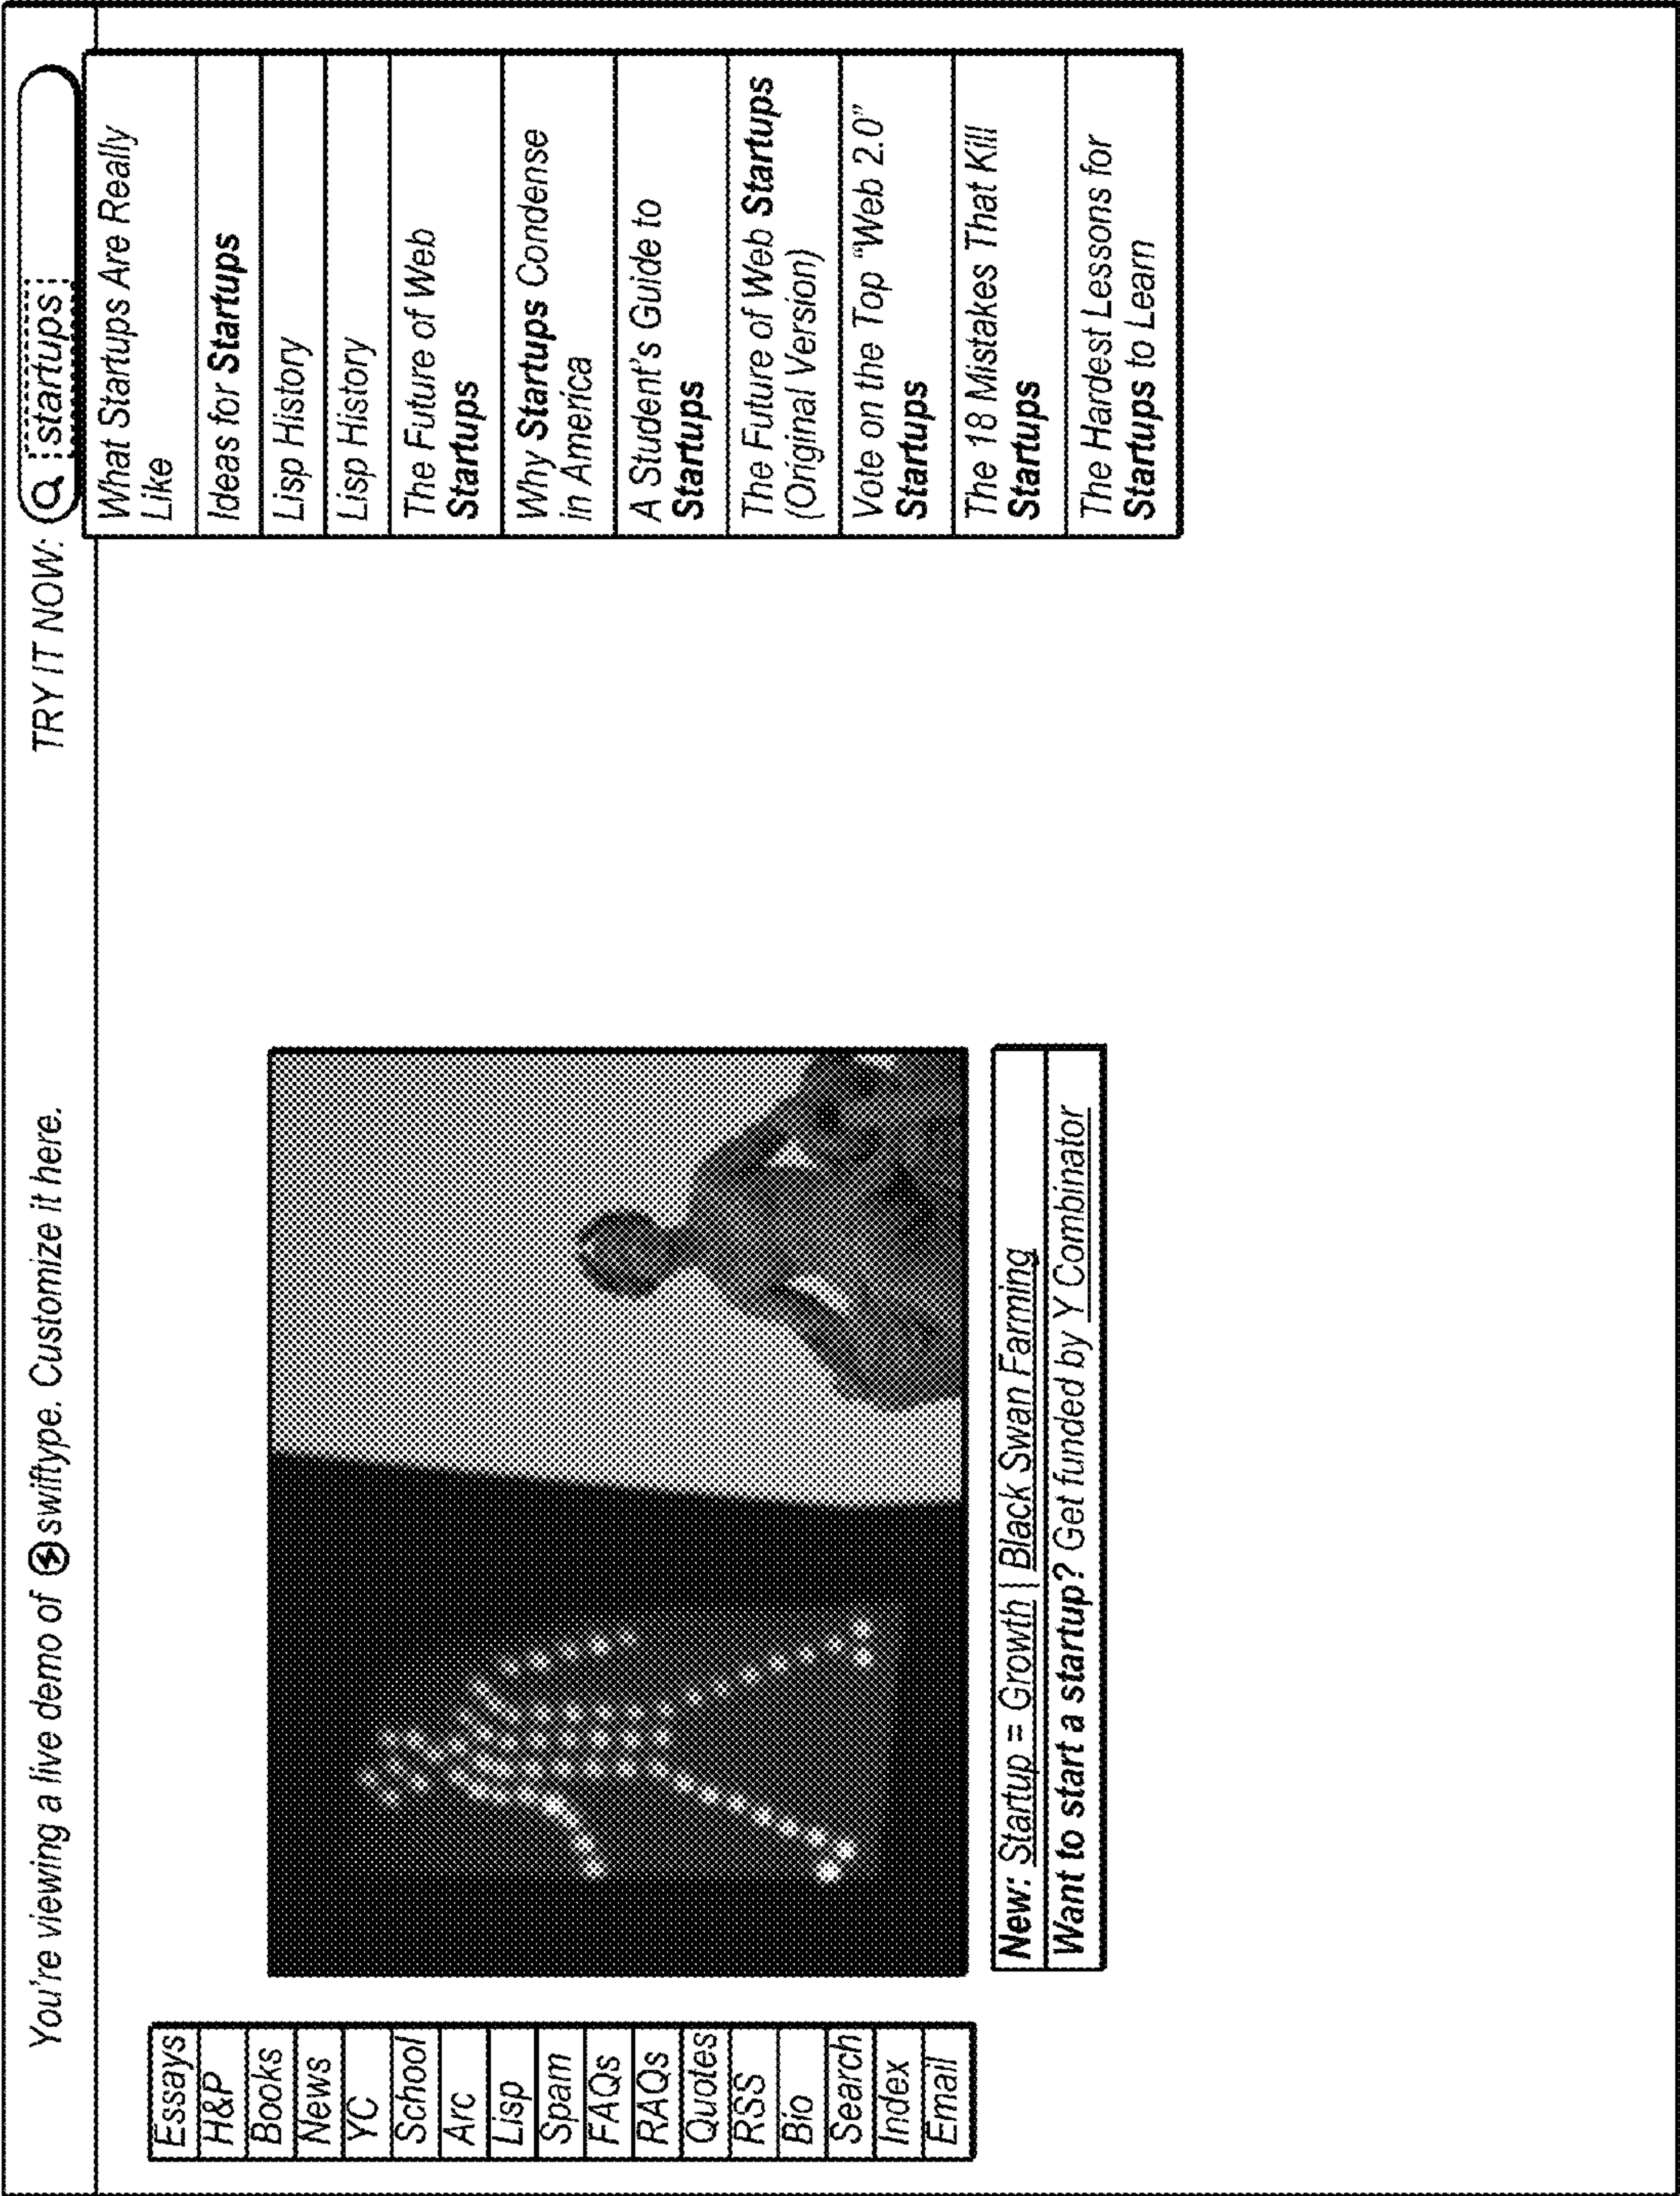 You're viewing a live demo of swiftype. Customize it here.
TRY IT NOW:
startups
What Startups Are Really
Like
Ideas for Startups
Lisp History
Lisp History
The Future of Web
Startups
Why Startups Condense
in America
A Student's Guide to
Startups
The Future of Web Startups
(Original Version)
Vote on the Top “Web 2.0”
Startups
The 18 Mistakes That Kill
Startups
The Hardest Lessons for
Startups to Learn
Essays
H&P
Books
News
YC
School
Arc
Lisp
Spam
FAQs
RAQs
Quotes
RSS
Bio
Search
Index
Email
New: Startup = Growth | Black Swan Farming
Want to start a startup? Get funded by Y Combinator